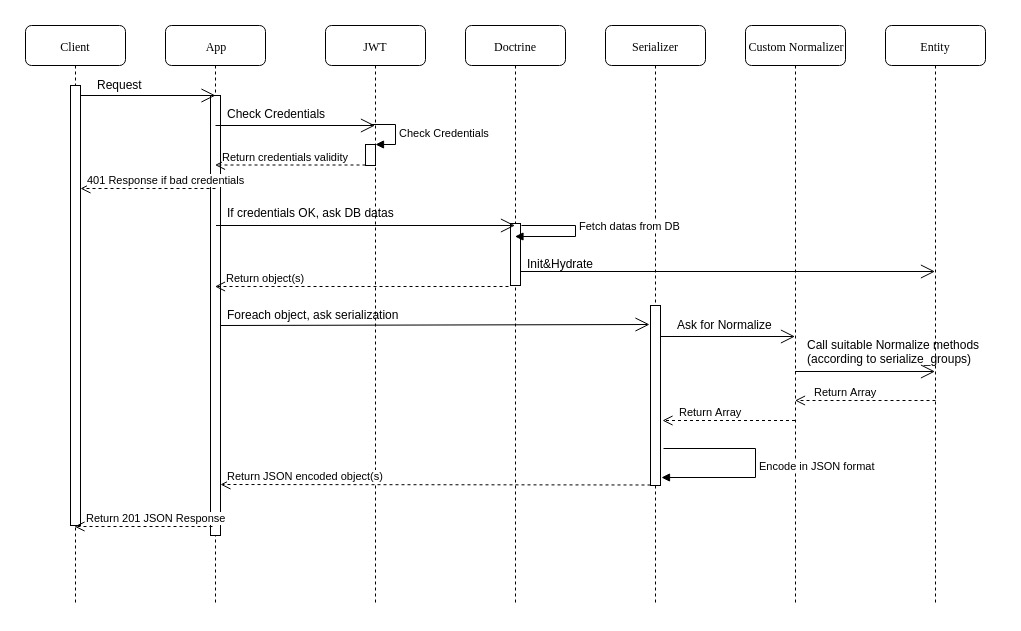 Client
App
JWT
Doctrine
Serializer
Custom Normalizer
Entity
Request
Check Credentials
Check Credentials
Return credentials validity
401 Response if bad credentials
If credentials OK, ask DB datas
Fetch datas from DB
Init&Hydrate
Return object(s)
Foreach object, ask serialization
Ask for Normalize
Call suitable Normalize methods
(according to serialize_groups)
Return Array
Return Array
Encode in JSON format
Return JSON encoded object(s)
Return 201 JSON Response